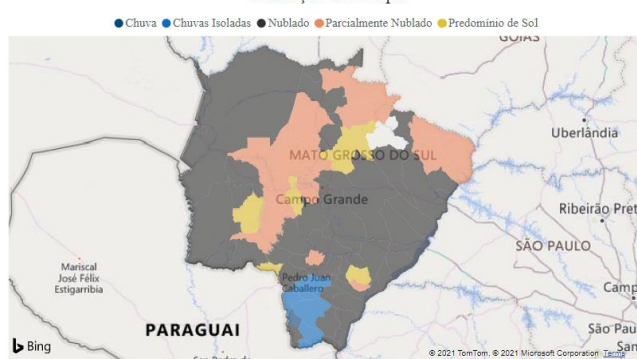 Chuva Chuvas Isoladas Nublado Parcialmente Nublado Predomínio de Sol
GOIÁS
Uberlândia
MATO GROSSO DO SUL
Campo Grande
Ribeirão Pret
SÃO PAULO
Mariscal
José Félix
Estigarribia
Pedro Juan
Caballero
Camp
PARAGUAI
São Pau
San
Bing
© 2021 TomTom, © 2021 Microsoft Corporation Terms